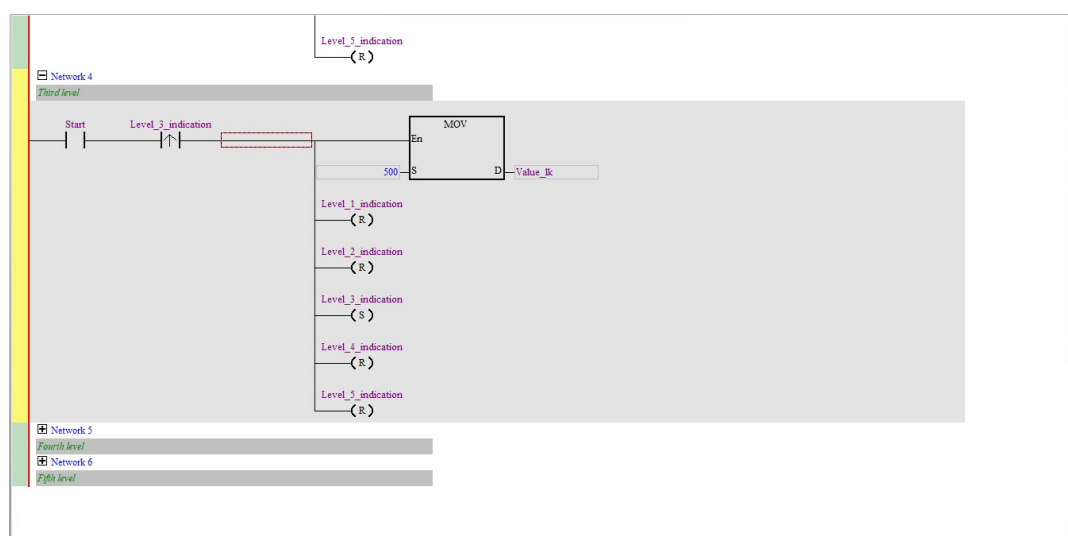 Level_5_indication
( R )
Network 4
Third level
Start Level_3_indication
MOV
En
500 S D Value_Ik
Level_1_indication
( R )
Level_2_indication
( R )
Level_3_indication
( S )
Level_4_indication
( R )
Level_5_indication
( R )
Network 5
Fourth level
Network 6
Fifth level